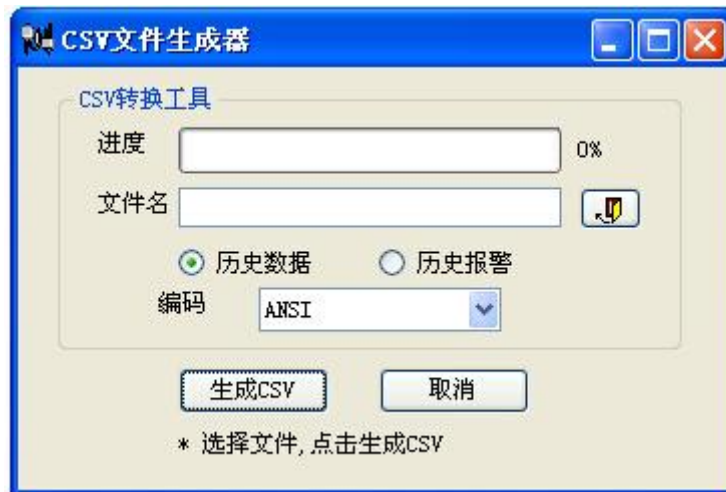 CSV文件生成器
CSV转换工具
进度 0%
文件名
历史数据 历史报警
编码 ANSI
生成CSV 取消
* 选择文件,点击生成CSV